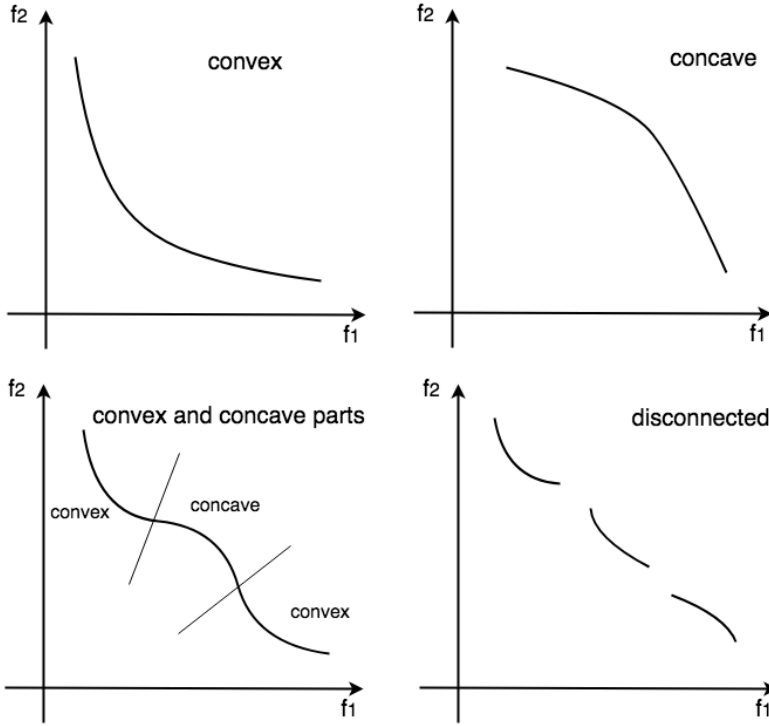 f2
convex
f1
f2
concave
f1
f2
convex and concave parts
convex
concave
convex
f1
f2
disconnected
f1